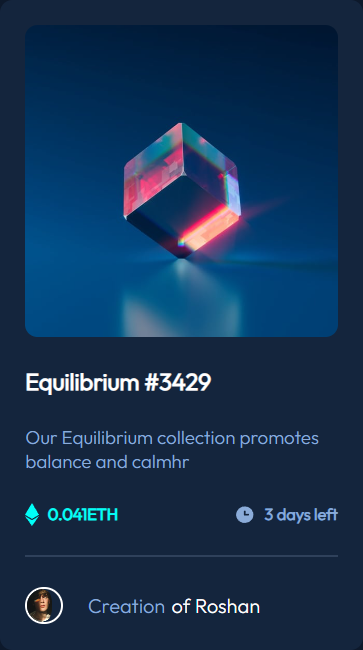 Equilibrium #3429
Our Equilibrium collection promotes
balance and calmhr
0.041ETH
3 days left
Creation of Roshan